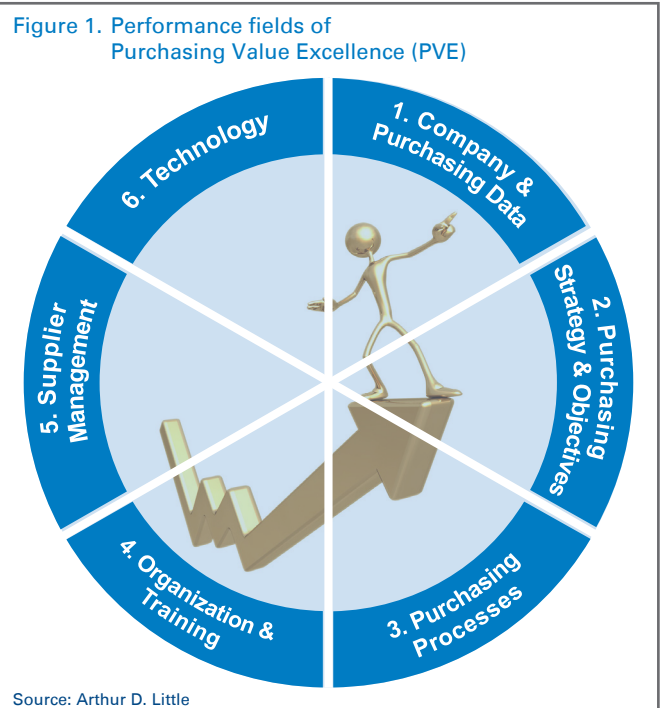 Figure 1. Performance fields of
Purchasing Value Excellence (PVE)
1. Company &
Purchasing Data
2. Purchasing
Strategy & Objectives
3. Purchasing
Processes
4. Organization &
Training
5. Supplier
Management
6. Technology
Source: Arthur D. Little